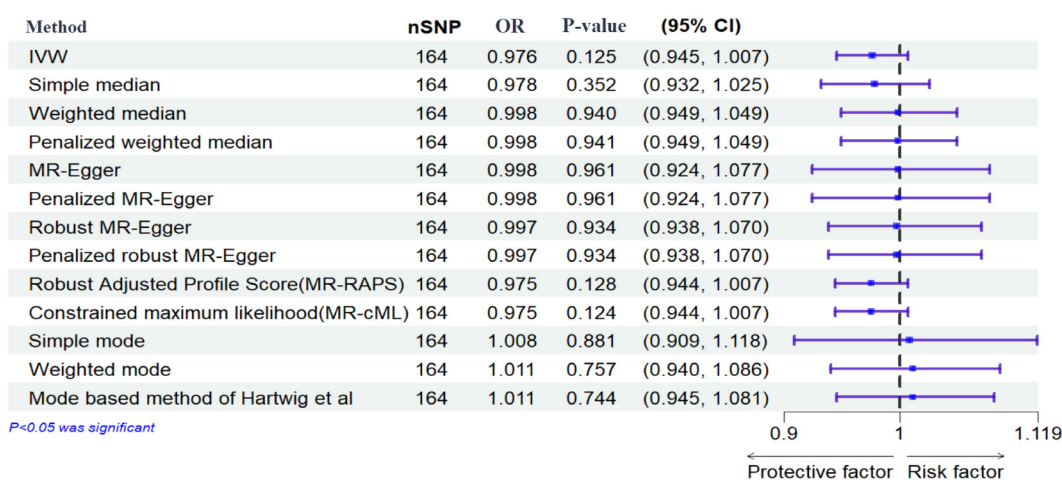 Method nSNP OR P-value (95% CI)
IVW 164 0.976 0.125 (0.945, 1.007)
Simple median 164 0.978 0.352 (0.932, 1.025)
Weighted median 164 0.998 0.940 (0.949, 1.049)
Penalized weighted median 164 0.998 0.941 (0.949, 1.049)
MR-Egger 164 0.998 0.961 (0.924, 1.077)
Penalized MR-Egger 164 0.998 0.961 (0.924, 1.077)
Robust MR-Egger 164 0.997 0.934 (0.938, 1.070)
Penalized robust MR-Egger 164 0.997 0.934 (0.938, 1.070)
Robust Adjusted Profile Score(MR-RAPS) 164 0.975 0.128 (0.944, 1.007)
Constrained maximum likelihood(MR-cML) 164 0.975 0.124 (0.944, 1.007)
Simple mode 164 1.008 0.881 (0.909, 1.118)
Weighted mode 164 1.011 0.757 (0.940, 1.086)
Mode based method of Hartwig et al 164 1.011 0.744 (0.945, 1.081)
P<0.05 was significant
0.9 1 1.119
Protective factor Risk factor